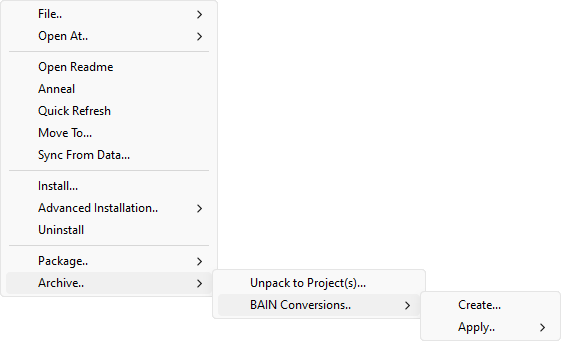 File..
Open At..
Open Readme
Anneal
Quick Refresh
Move To...
Sync From Data...
Install...
Advanced Installation..
Uninstall
Package..
Archive..
Unpack to Project(s)...
BAIN Conversions..
Create...
Apply..